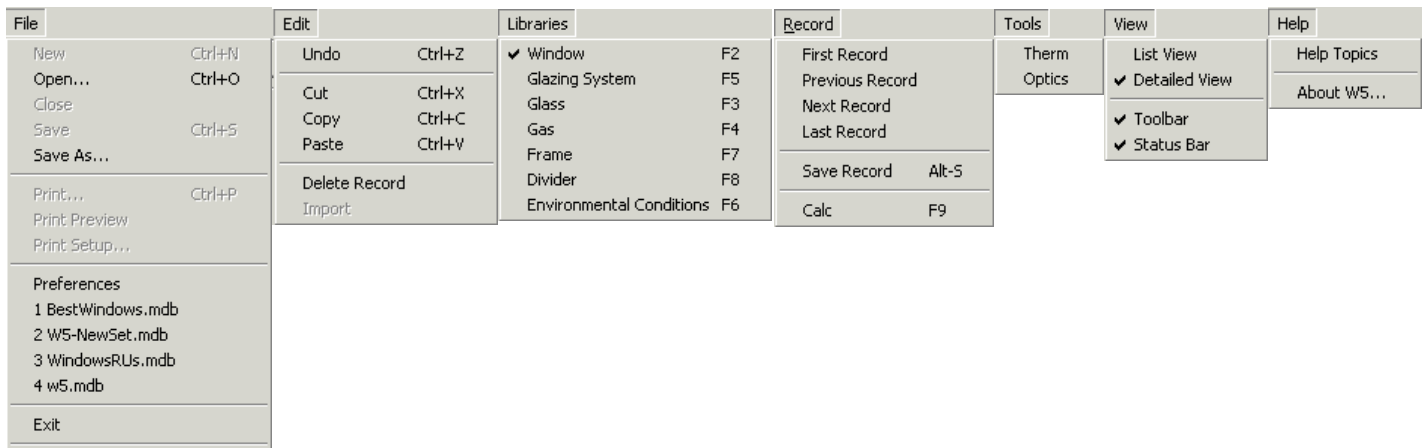 File
New Ctrl+N
Open... Ctrl+O
Close
Save Ctrl+S
Save As...
Print... Ctrl+P
Print Preview
Print Setup...
Preferences
1 BestWindows.mdb
2 W5-NewSet.mdb
3 WindowsRUs.mdb
4 w5.mdb
Exit
Edit
Undo Ctrl+Z
Cut Ctrl+X
Copy Ctrl+C
Paste Ctrl+V
Delete Record
Import
Libraries
Window F2
Glazing System F5
Glass F3
Gas F4
Frame F7
Divider F8
Environmental Conditions F6
Record
First Record
Previous Record
Next Record
Last Record
Save Record Alt-S
Calc F9
Tools
Therm
Optics
View
List View
Detailed View
Toolbar
Status Bar
Help
Help Topics
About W5...